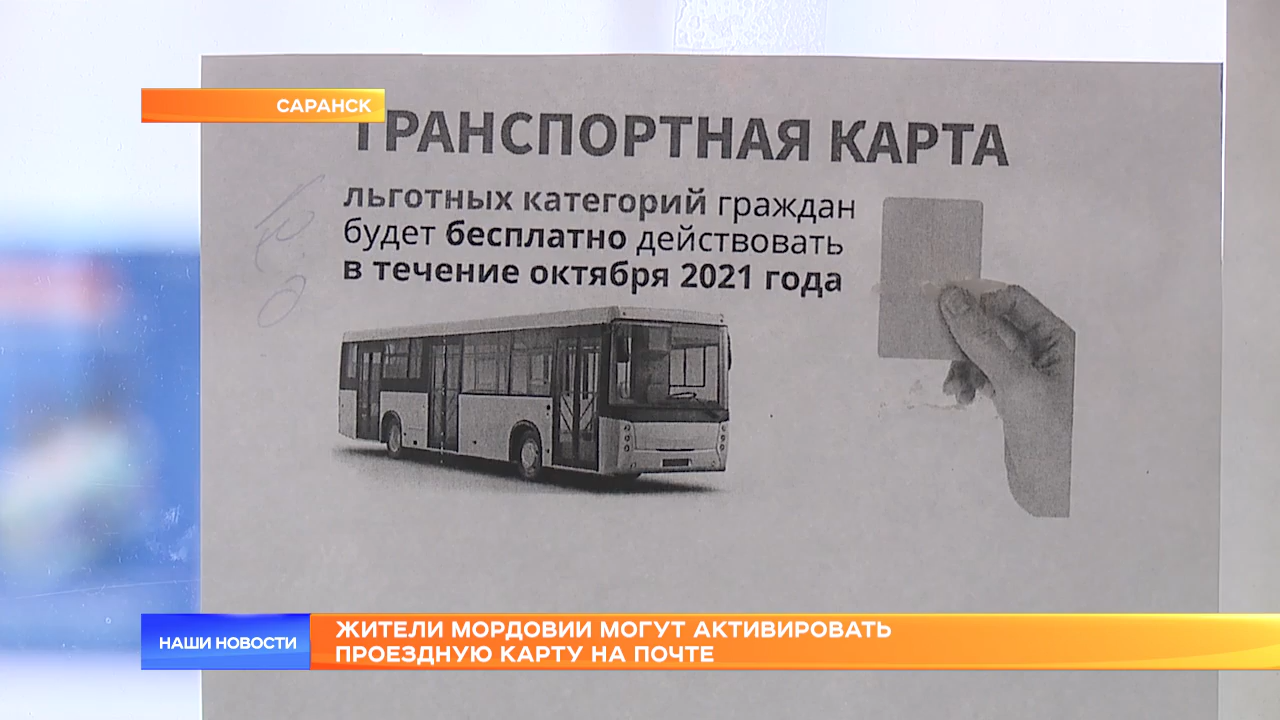 САРАНСК
ТРАНСПОРТНАЯ КАРТА
льготных категорий граждан
будет бесплатно действовать
в течение октября 2021 года
НАШИ НОВОСТИ
ЖИТЕЛИ МОРДОВИИ МОГУТ АКТИВИРОВАТЬ
ПРОЕЗДНУЮ КАРТУ НА ПОЧТЕ